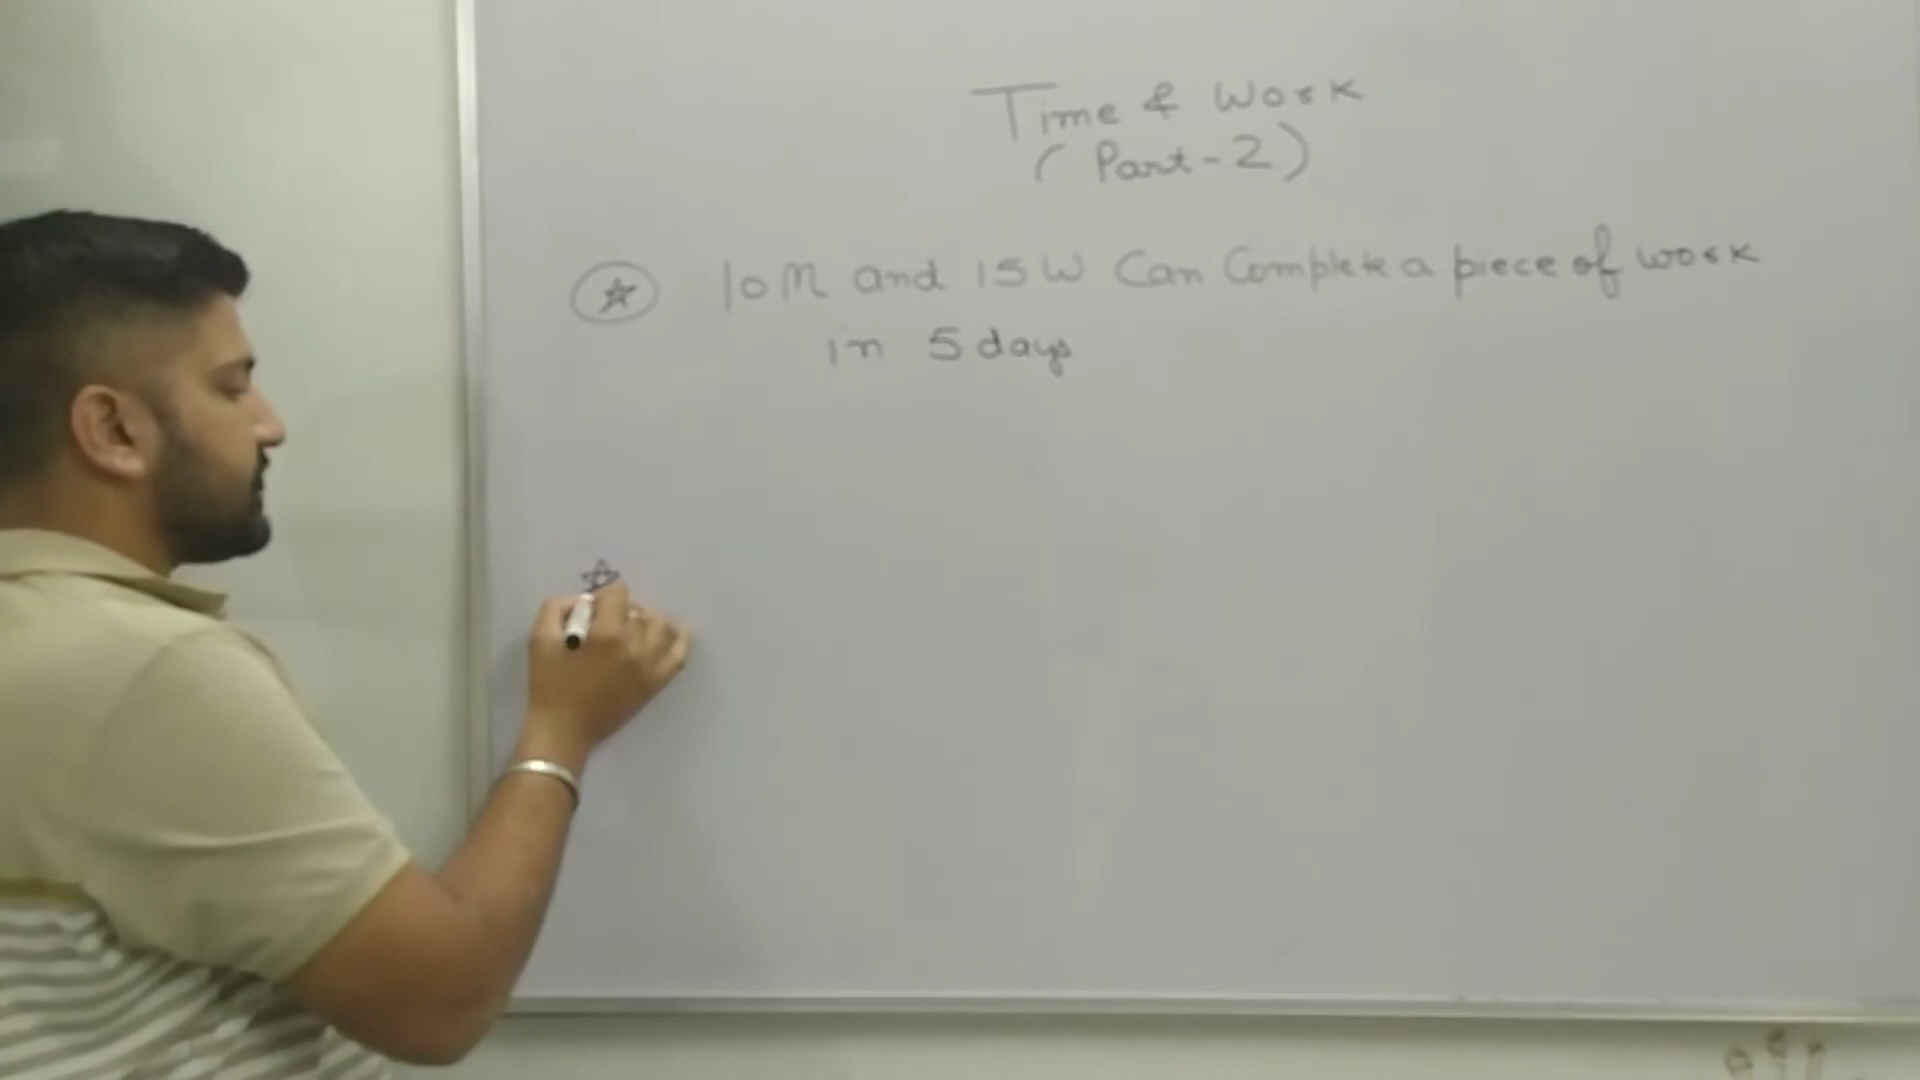 Time & Work
(Part-2)
10 M and 15 W Can Complete a piece of work
in 5 days